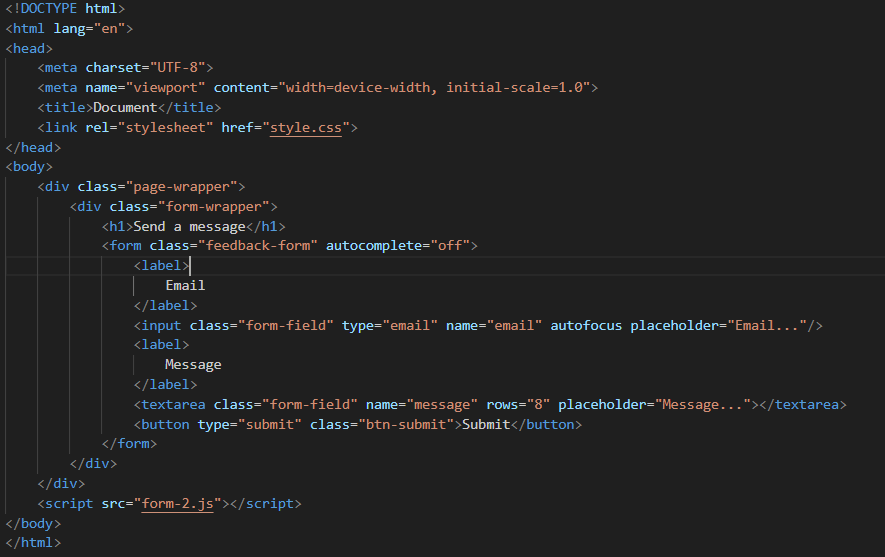 <!DOCTYPE html>
<html lang="en">
<head>
    <meta charset="UTF-8">
    <meta name="viewport" content="width=device-width, initial-scale=1.0">
    <title>Document</title>
    <link rel="stylesheet" href="style.css">
</head>
<body>
    <div class="page-wrapper">
        <div class="form-wrapper">
            <h1>Send a message</h1>
            <form class="feedback-form" autocomplete="off">
                <label>
                    Email
                </label>
                <input class="form-field" type="email" name="email" autofocus placeholder="Email..."/>
                <label>
                    Message
                </label>
                <textarea class="form-field" name="message" rows="8" placeholder="Message..."></textarea>
                <button type="submit" class="btn-submit">Submit</button>
            </form>
        </div>
    </div>
    <script src="form-2.js"></script>
</body>
</html>